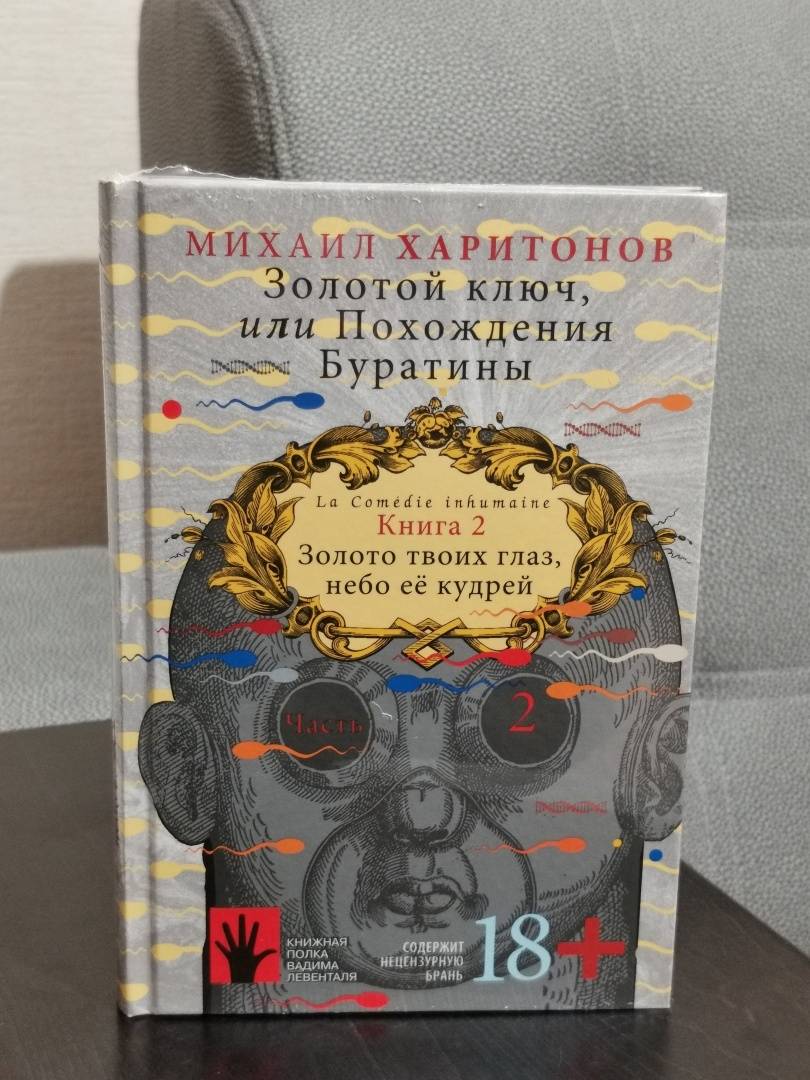 МИХАИЛ ХАРИТОНОВ
Золотой ключ,
или Похождения
Буратины
La Comédie inhumaine
Книга 2
Золото твоих глаз,
небо её кудрей
Часть 2
КНИЖНАЯ
ПОЛКА
ВАДИМА
ЛЕВЕНТАЛЯ
СОДЕРЖИТ
НЕЦЕНЗУРНУЮ
БРАНЬ
18+